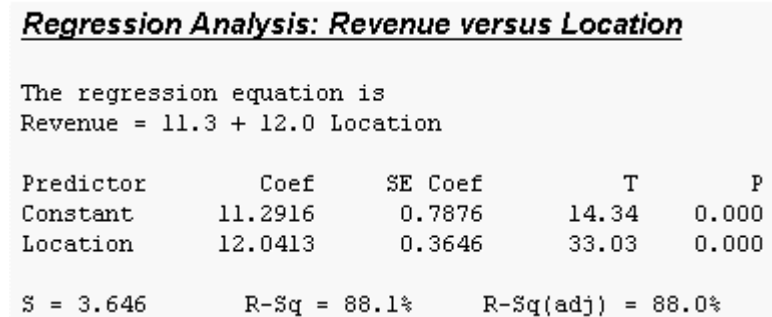 Regression Analysis: Revenue versus Location
The regression equation is
Revenue = 11.3 + 12.0 Location
Predictor Coef SE Coef T P
Constant 11.2916 0.7876 14.34 0.000
Location 12.0413 0.3646 33.03 0.000
S = 3.646 R-Sq = 88.1% R-Sq(adj) = 88.0%